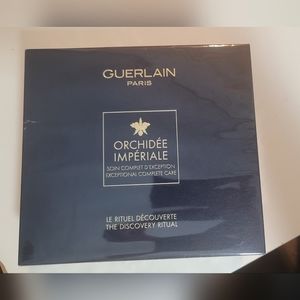 GUERLAIN
PARIS
ORCHIDÉE
IMPÉRIALE
SOIN COMPLET D'EXCEPTION
EXCEPTIONAL COMPLETE CARE
LE RITUEL DÉCOUVERTE
THE DISCOVERY RITUAL